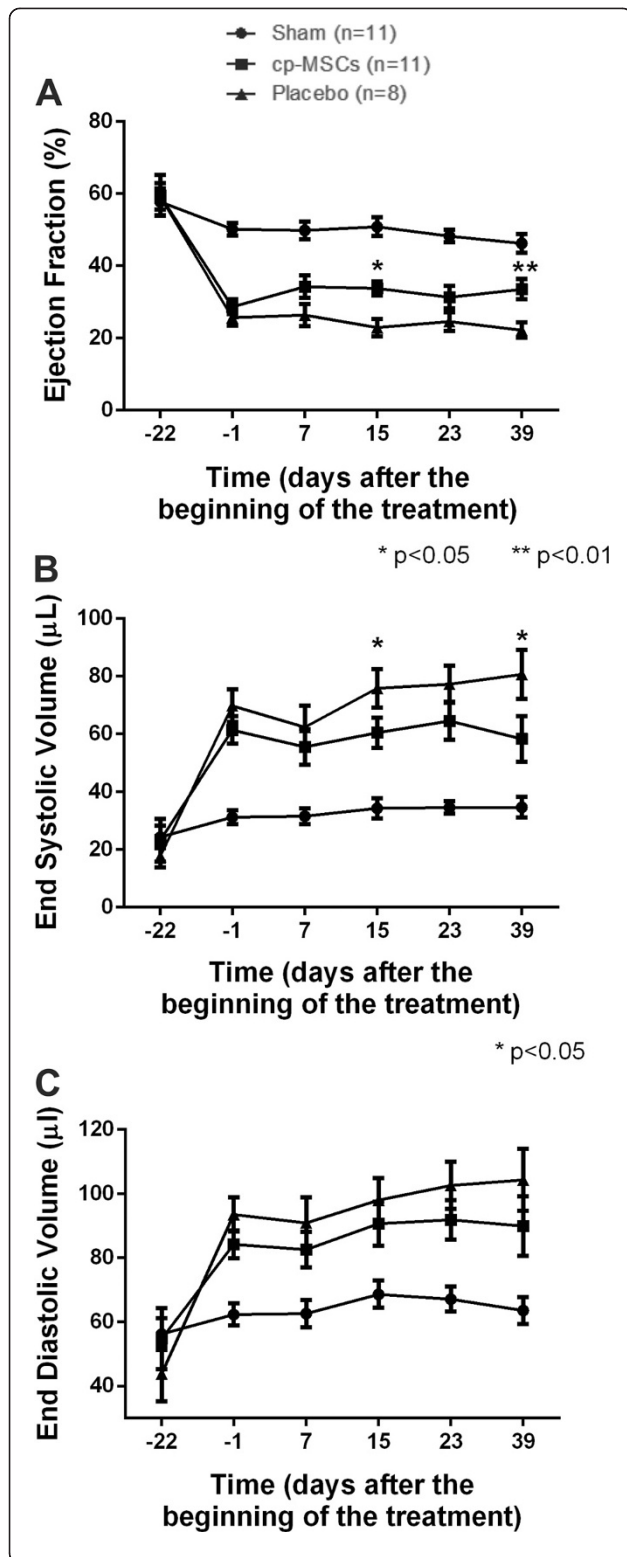 Sham (n=11)
cp-MSCs (n=11)
Placebo (n=8)
A
Ejection Fraction (%)
80
60
40
20
0
*
**
-22 -1 7 15 23 39
Time (days after the
beginning of the treatment)
* p<0.05 ** p<0.01
B
End Systolic Volume (µL)
100
80
60
40
20
0
*
*
-22 -1 7 15 23 39
Time (days after the
beginning of the treatment)
* p<0.05
C
End Diastolic Volume (µl)
120
100
80
60
40
-22 -1 7 15 23 39
Time (days after the
beginning of the treatment)